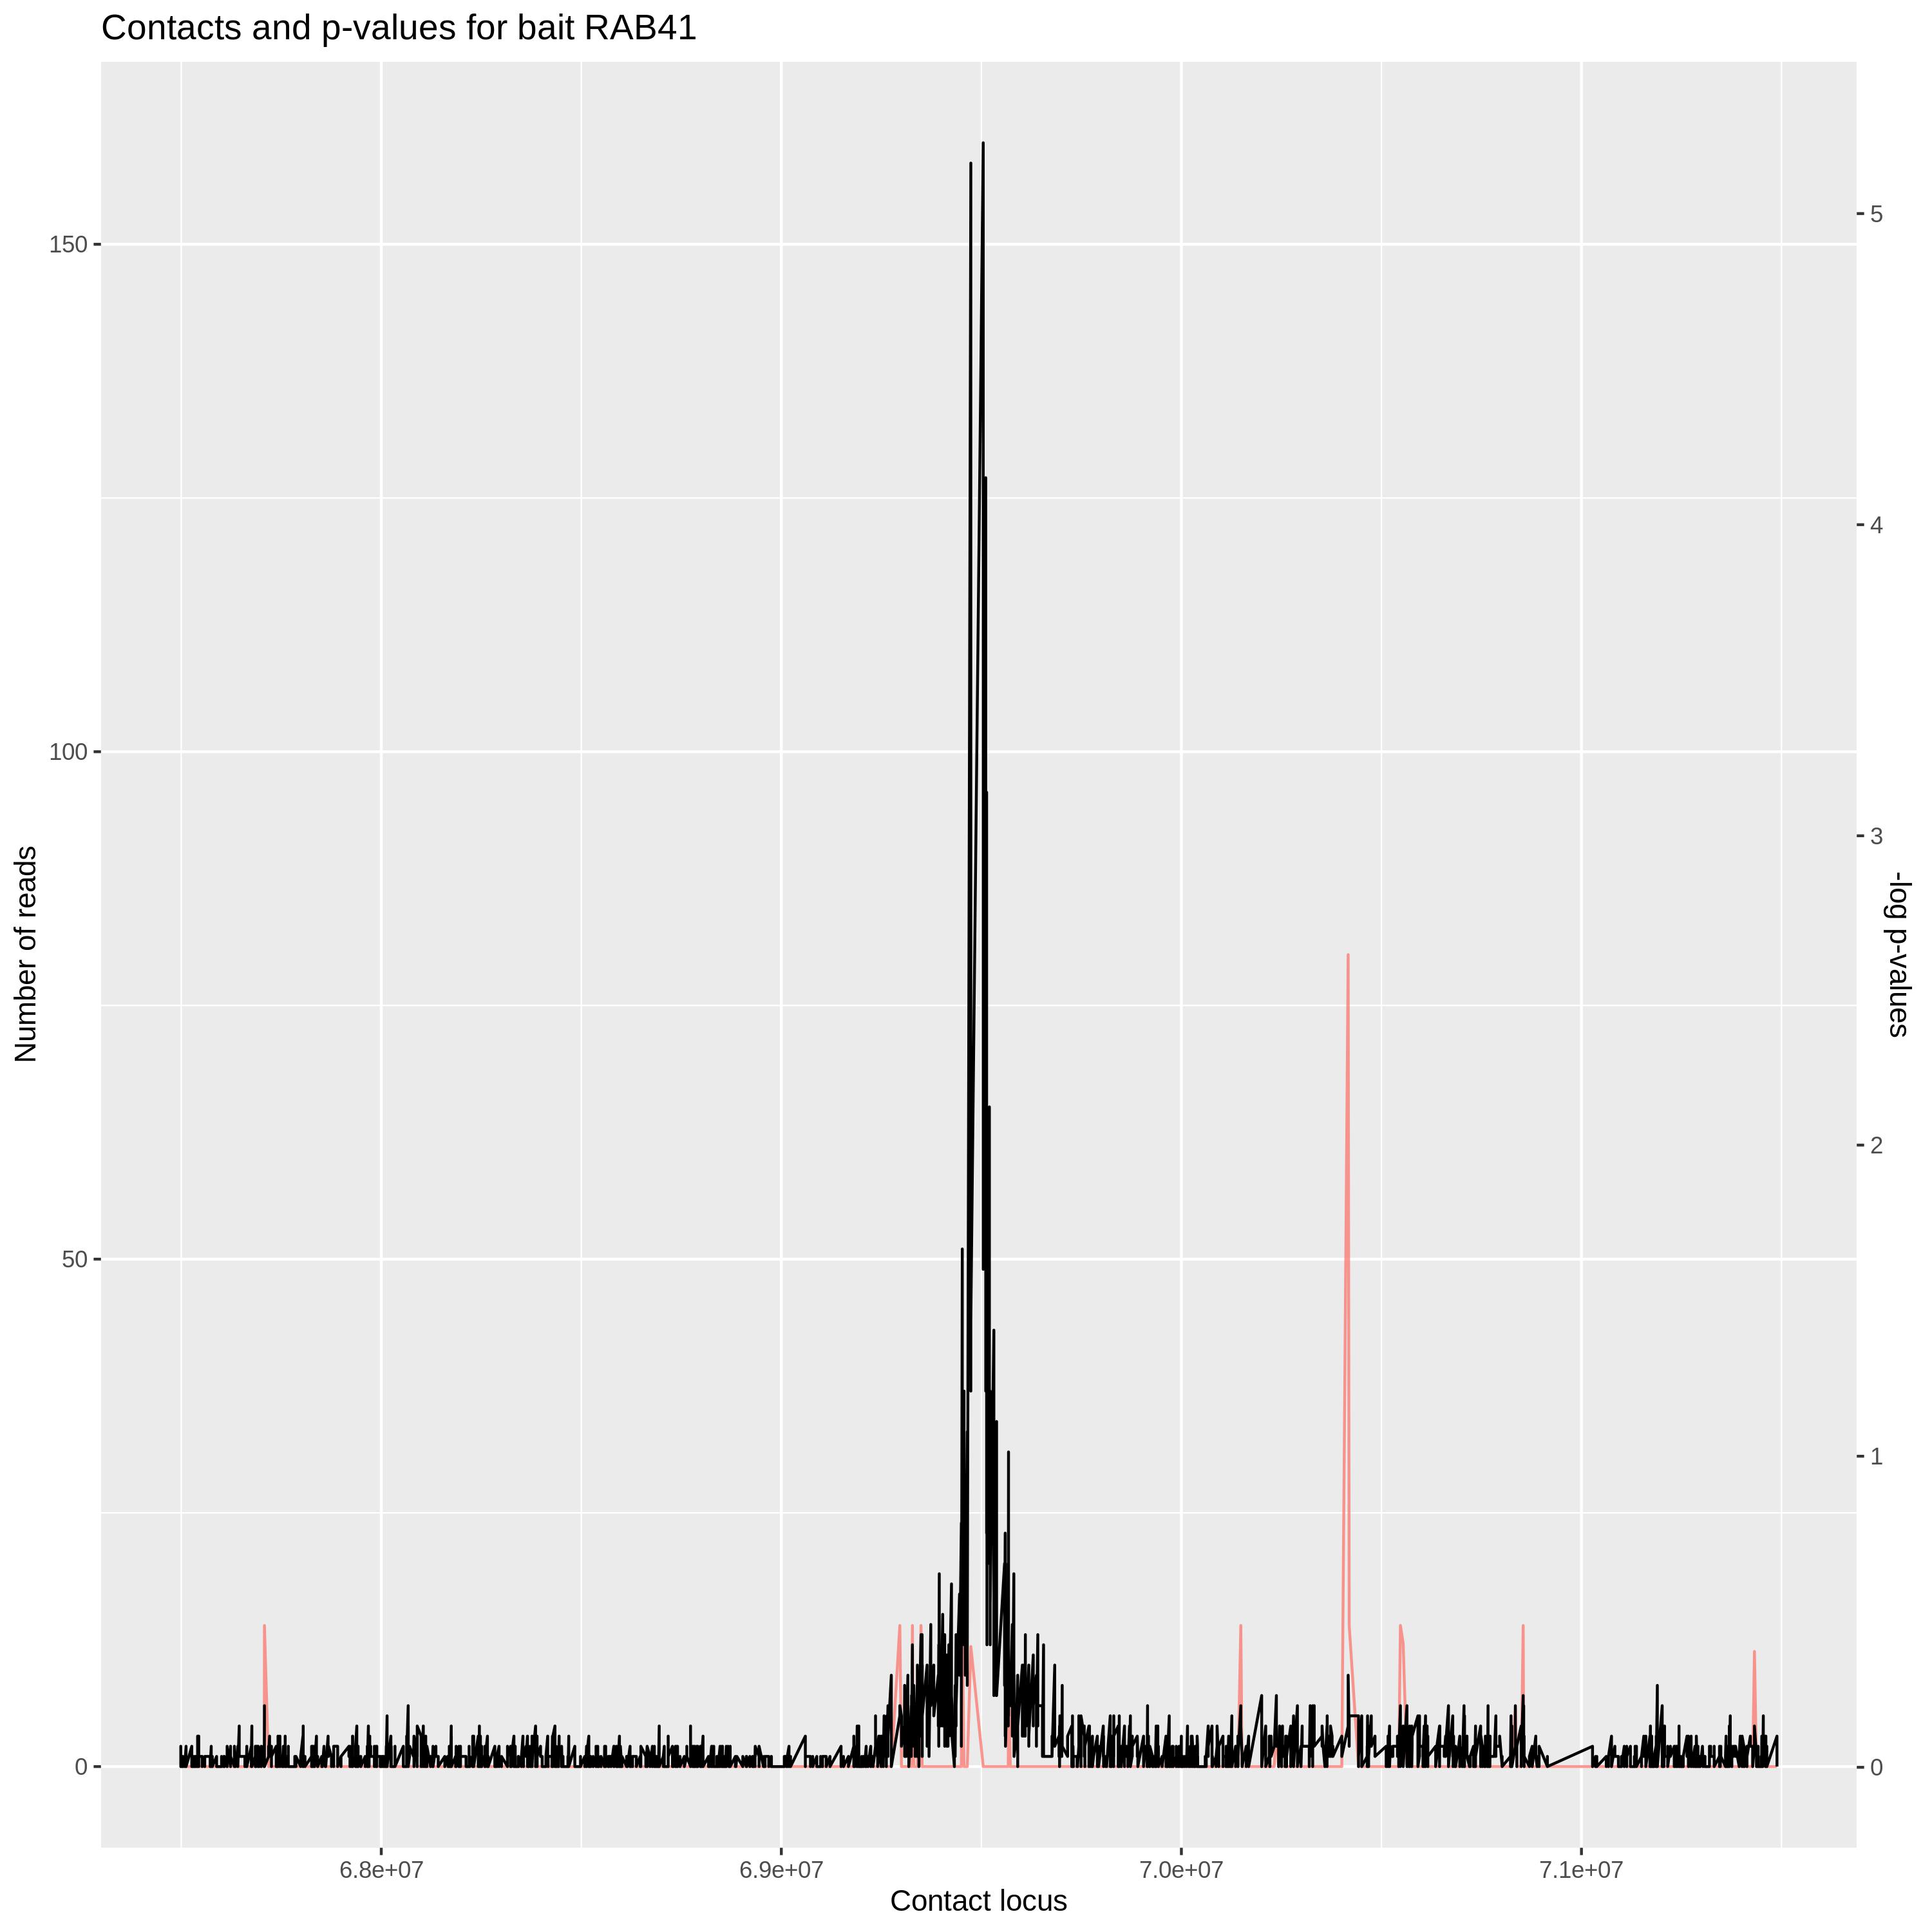 Contacts and p-values for bait RAB41
150
100
50
0
Number of reads
5
4
3
2
1
0
-log p-values
6.8e+07
6.9e+07
7.0e+07
7.1e+07
Contact locus